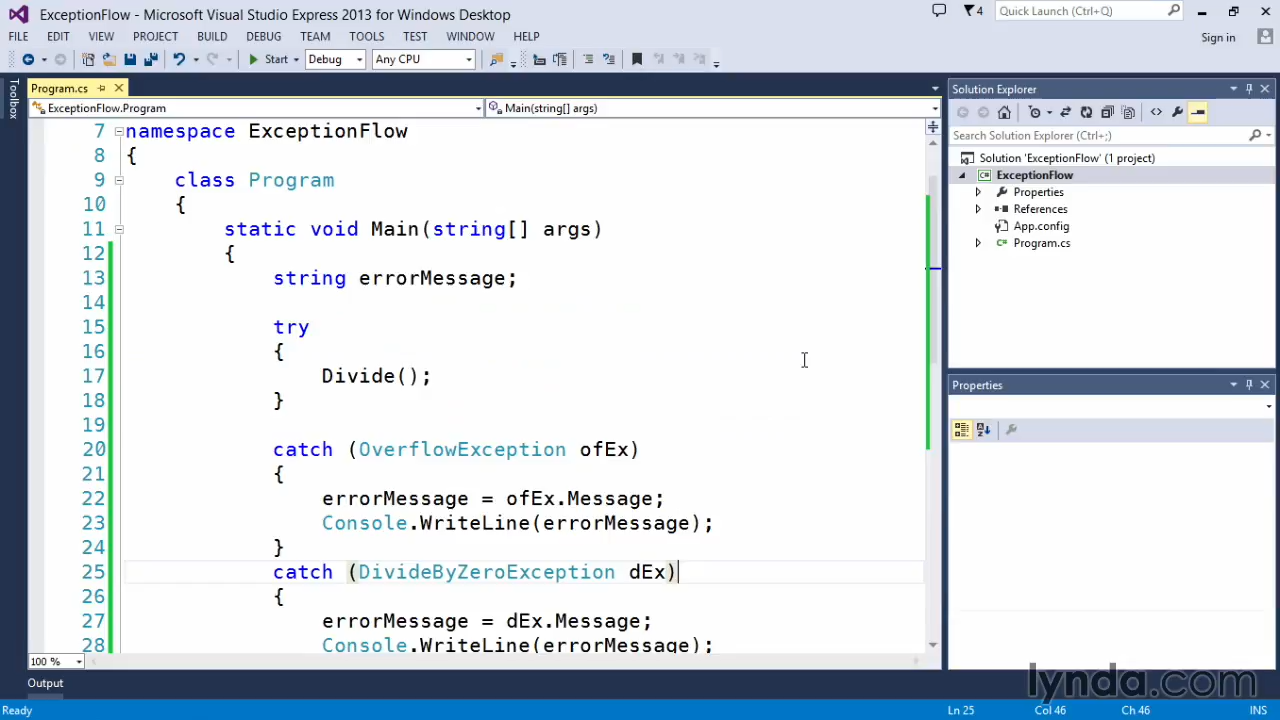 ExceptionFlow - Microsoft Visual Studio Express 2013 for Windows Desktop
4
Quick Launch (Ctrl+Q)
FILE EDIT VIEW PROJECT BUILD DEBUG TEAM TOOLS TEST WINDOW HELP
Sign in
Start
Debug
Any CPU
Toolbox
Program.cs
ExceptionFlow.Program
Main(string[] args)
7 namespace ExceptionFlow
8 {
9 class Program
10 {
11 static void Main(string[] args)
12 {
13 string errorMessage;
14
15 try
16 {
17 Divide();
18 }
19
20 catch (OverflowException ofEx)
21 {
22 errorMessage = ofEx.Message;
23 Console.WriteLine(errorMessage);
24 }
25 catch (DivideByZeroException dEx)
26 {
27 errorMessage = dEx.Message;
28 Console.WriteLine(errorMessage);
100 %
Solution Explorer
Search Solution Explorer (Ctrl+;)
Solution 'ExceptionFlow' (1 project)
ExceptionFlow
Properties
References
App.config
Program.cs
Properties
Output
lynda.com
Ready
Ln 25
Col 46
Ch 46
INS